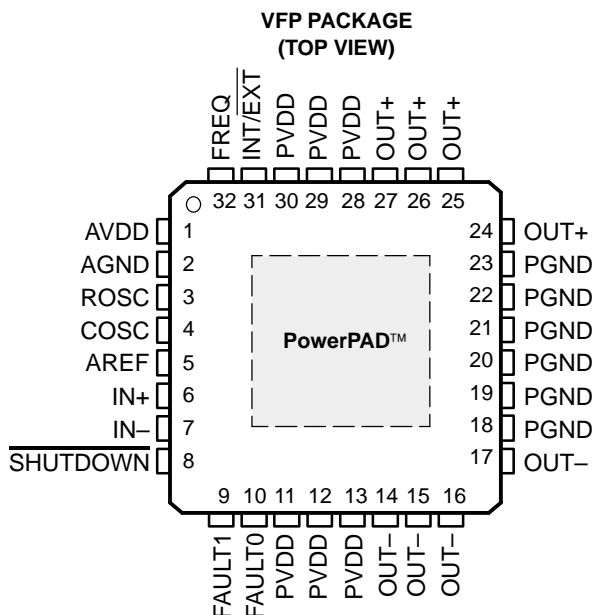 VFP PACKAGE
(TOP VIEW)
FREQ
INT/EXT
PVDD
PVDD
PVDD
OUT+
OUT+
OUT+
32 31 30 29 28 27 26 25
AVDD 1
AGND 2
ROSC 3
COSC 4
AREF 5
IN+ 6
IN– 7
SHUTDOWN 8
PowerPAD™
24 OUT+
23 PGND
22 PGND
21 PGND
20 PGND
19 PGND
18 PGND
17 OUT–
9 10 11 12 13 14 15 16
FAULT1
FAULT0
PVDD
PVDD
PVDD
OUT–
OUT–
OUT–